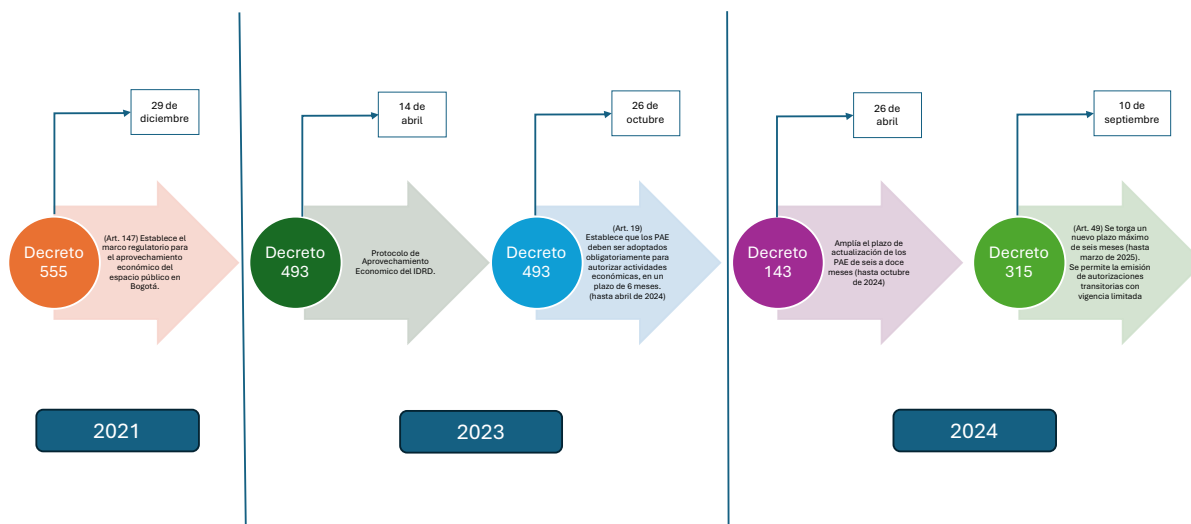 29 de
diciembre
14 de
abril
26 de
octubre
26 de
abril
10 de
septiembre
Decreto
555
(Art. 147) Establece el
marco regulatorio para
el aprovechamiento
económico del
espacio público en
Bogotá.
Decreto
493
Protocolo de
Aprovechamiento
Economico del IDRD.
Decreto
493
(Art. 19)
Establece que los PAE
deben ser adoptados
obligatoriamente para
autorizar actividades
económicas, en un
plazo de 6 meses.
(hasta abril de 2024)
Decreto
143
Amplía el plazo de
actualización de los
PAE de seis a doce
meses (hasta octubre
de 2024)
Decreto
315
(Art. 49) Se torga un
nuevo plazo máximo
de seis meses (hasta
marzo de 2025).
Se permite la emisión
de autorizaciones
transitorias con
vigencia limitada
2021
2023
2024